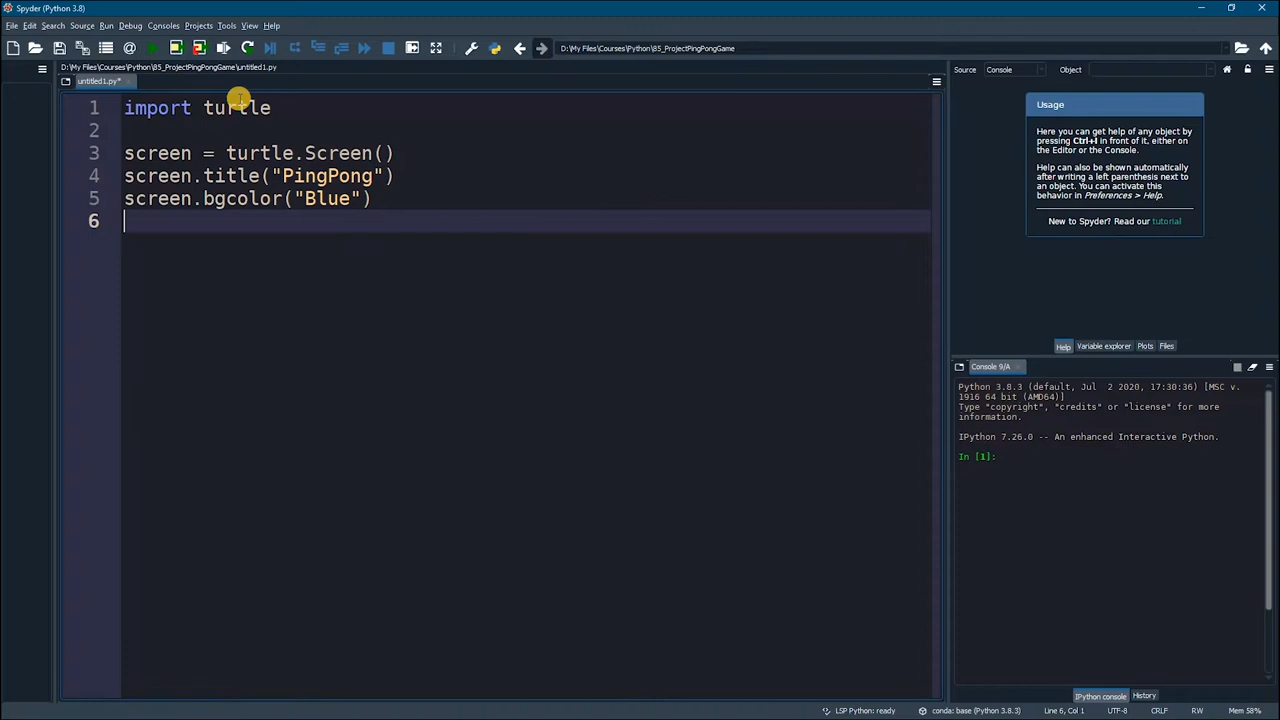 Spyder (Python 3.8)
File Edit Search Source Run Debug Consoles Projects Tools View Help
D:\My Files\Courses\Python\85_ProjectPingPongGame
D:\My Files\Courses\Python\85_ProjectPingPongGame\untitled1.py
untitled1.py*
1 import turtle
2
3 screen = turtle.Screen()
4 screen.title("PingPong")
5 screen.bgcolor("Blue")
6
Source Console Object
Usage
Here you can get help of any object by
pressing Ctrl+I in front of it, either on
the Editor or the Console.
Help can also be shown automatically
after writing a left parenthesis next to
an object. You can activate this
behavior in Preferences > Help.
New to Spyder? Read our tutorial
Help Variable explorer Plots Files
Console 9/A
Python 3.8.3 (default, Jul  2 2020, 17:30:36) [MSC v.
1916 64 bit (AMD64)]
Type "copyright", "credits" or "license" for more
information.
IPython 7.26.0 -- An enhanced Interactive Python.
In [1]:
IPython console History
LSP Python: ready conda: base (Python 3.8.3) Line 6, Col 1 UTF-8 CRLF RW Mem 58%